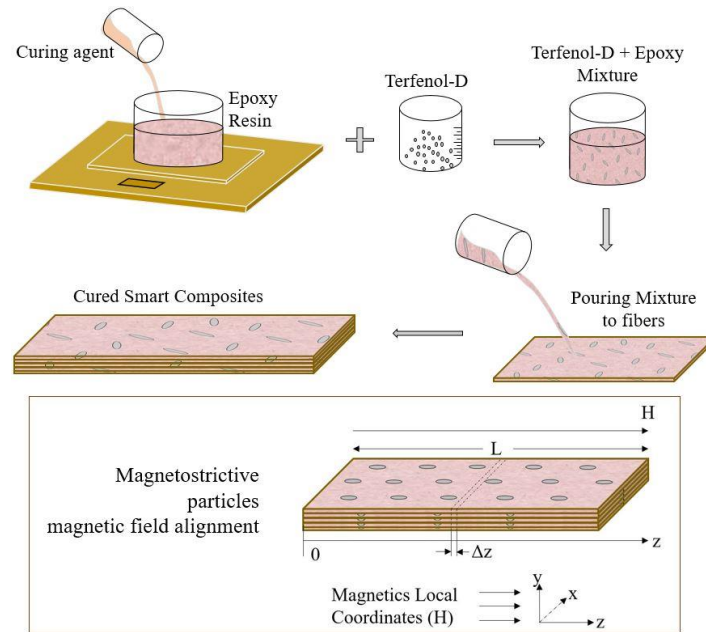 Curing agent
Epoxy
Resin
Terfenol-D
Terfenol-D + Epoxy
Mixture
Pouring Mixture
to fibers
Cured Smart Composites
H
L
Magnetostrictive
particles
magnetic field alignment
0
Δz
z
Magnetics Local
Coordinates (H)
y
x
z